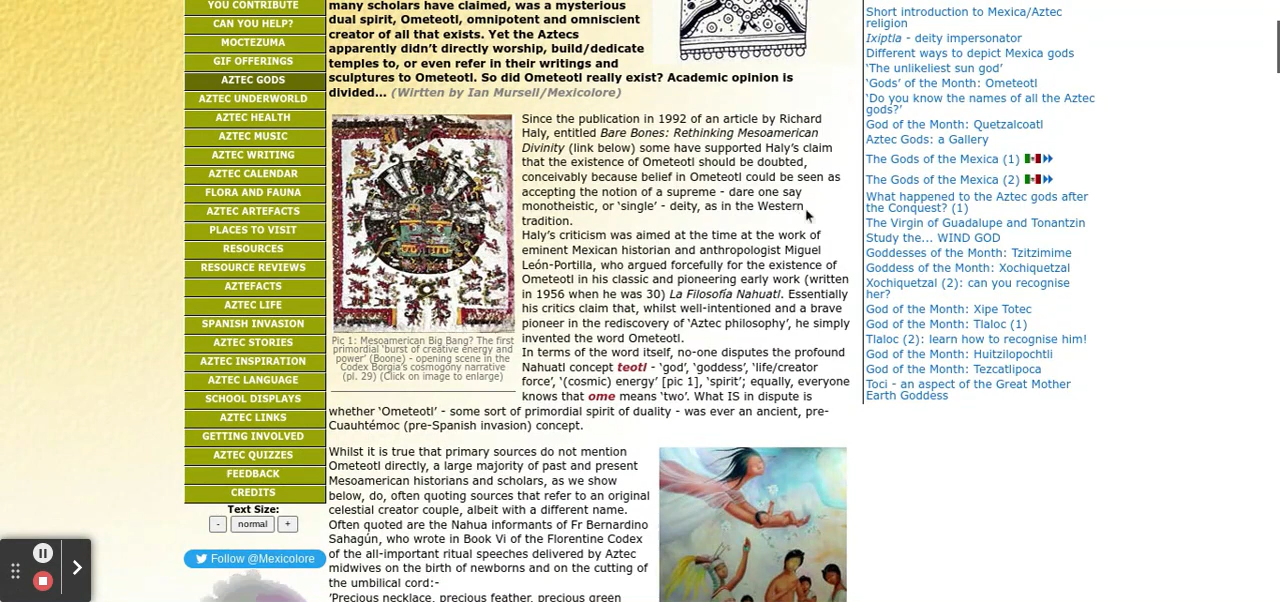 YOU CONTRIBUTE
CAN YOU HELP?
MOCTEZUMA
GIF OFFERINGS
AZTEC GODS
AZTEC UNDERWORLD
AZTEC HEALTH
AZTEC MUSIC
AZTEC WRITING
AZTEC CALENDAR
FLORA AND FAUNA
AZTEC ARTEFACTS
PLACES TO VISIT
RESOURCES
RESOURCE REVIEWS
AZTEFACTS
AZTEC LIFE
SPANISH INVASION
AZTEC STORIES
AZTEC INSPIRATION
AZTEC LANGUAGE
SCHOOL DISPLAYS
AZTEC LINKS
GETTING INVOLVED
AZTEC QUIZZES
FEEDBACK
CREDITS
Text Size:
- normal +
Follow @Mexicolore
many scholars have claimed, was a mysterious
dual spirit, Ometeotl, omnipotent and omniscient
creator of all that exists. Yet the Aztecs
apparently didn’t directly worship, build/dedicate
temples to, or even refer in their writings and
sculptures to Ometeotl. So did Ometeotl really exist? Academic opinion is
divided... (Wirtten by Ian Mursell/Mexicolore)
Pic 1: Mesoamerican Big Bang? The first
primordial ‘burst of creative energy and
power’ (Boone) - opening scene in the
Codex Borgia’s cosmogony narrative
(pl. 29) (Click on image to enlarge)
Since the publication in 1992 of an article by Richard
Haly, entitled Bare Bones: Rethinking Mesoamerican
Divinity (link below) some have supported Haly’s claim
that the existence of Ometeotl should be doubted,
conceivably because belief in Ometeotl could be seen as
accepting the notion of a supreme - dare one say
monotheistic, or ‘single’ - deity, as in the Western
tradition.
Haly’s criticism was aimed at the time at the work of
eminent Mexican historian and anthropologist Miguel
León-Portilla, who argued forcefully for the existence of
Ometeotl in his classic and pioneering early work (written
in 1956 when he was 30) La Filosofía Nahuatl. Essentially
his critics claim that, whilst well-intentioned and a brave
pioneer in the rediscovery of ‘Aztec philosophy’, he simply
invented the word Ometeotl.
In terms of the word itself, no-one disputes the profound
Nahuatl concept teotl - ‘god’, ‘goddess’, ‘life/creator
force’, ‘(cosmic) energy’ [pic 1], ‘spirit’; equally, everyone
knows that ome means ‘two’. What IS in dispute is
whether ‘Ometeotl’ - some sort of primordial spirit of duality - was ever an ancient, pre-
Cuauhtémoc (pre-Spanish invasion) concept.
Whilst it is true that primary sources do not mention
Ometeotl directly, a large majority of past and present
Mesoamerican historians and scholars, as we show
below, do, often quoting sources that refer to an original
celestial creator couple, albeit with a different name.
Often quoted are the Nahua informants of Fr Bernardino
Sahagún, who wrote in Book Vi of the Florentine Codex
of the all-important ritual speeches delivered by Aztec
midwives on the birth of newborns and on the cutting of
the umbilical cord:-
‘Precious necklace, precious feather, precious green
Short introduction to Mexica/Aztec
religion
Ixiptla - deity impersonator
Different ways to depict Mexica gods
‘The unlikeliest sun god’
‘Gods’ of the Month: Ometeotl
‘Do you know the names of all the Aztec
gods?’
God of the Month: Quetzalcoatl
Aztec Gods: a Gallery
The Gods of the Mexica (1)
The Gods of the Mexica (2)
What happened to the Aztec gods after
the Conquest? (1)
The Virgin of Guadalupe and Tonantzin
Study the... WIND GOD
Goddesses of the Month: Tzitzimime
Goddess of the Month: Xochiquetzal
Xochiquetzal (2): can you recognise
her?
God of the Month: Xipe Totec
God of the Month: Tlaloc (1)
Tlaloc (2): learn how to recognise him!
God of the Month: Huitzilopochtli
God of the Month: Tezcatlipoca
Toci - an aspect of the Great Mother
Earth Goddess